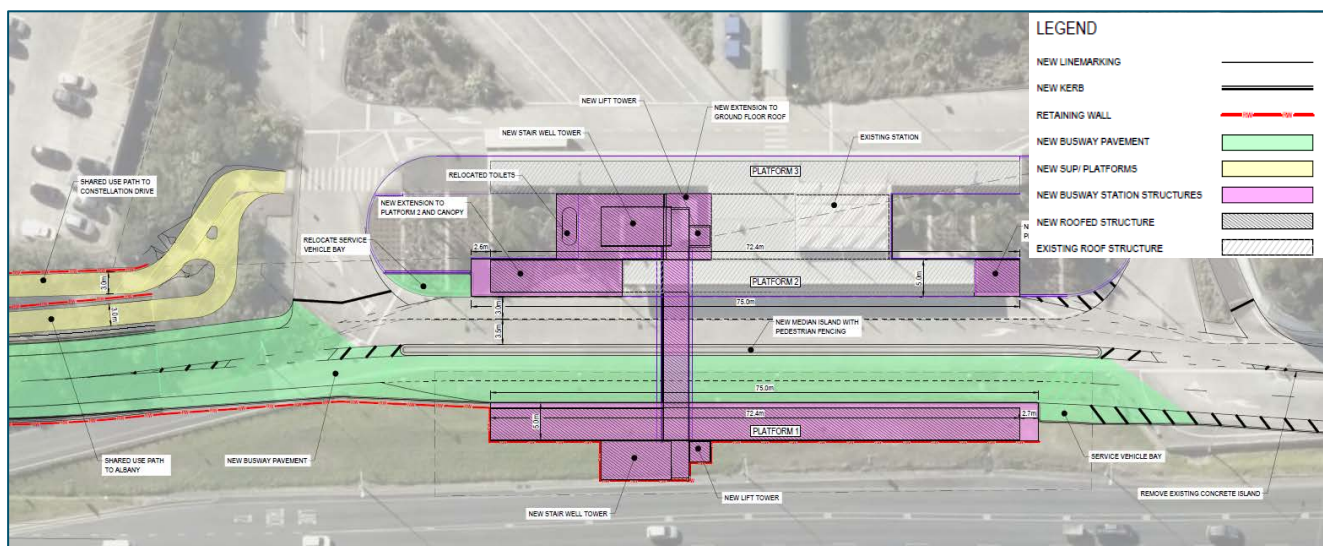 LEGEND
NEW LINEMARKING
NEW KERB
RETAINING WALL
NEW BUSWAY PAVEMENT
NEW SUP/ PLATFORMS
NEW BUSWAY STATION STRUCTURES
NEW ROOFED STRUCTURE
EXISTING ROOF STRUCTURE
NEW LIFT TOWER
NEW EXTENSION TO
GROUND FLOOR ROOF
NEW STAIR WELL TOWER
EXISTING STATION
SHARED USE PATH TO
CONSTELLATION DRIVE
RELOCATED TOILETS
PLATFORM 3
NEW EXTENSION TO
PLATFORM 2 AND CANOPY
RELOCATE SERVICE
VEHICLE BAY
2.6m
72.4m
PLATFORM 2
5.0m
75.0m
3.0m
3.0m
NEW MEDIAN ISLAND WITH
PEDESTRIAN FENCING
75.0m
72.4m
2.7m
5.0m
PLATFORM 1
SHARED USE PATH
TO ALBANY
NEW BUSWAY PAVEMENT
NEW LIFT TOWER
NEW STAIR WELL TOWER
SERVICE VEHICLE BAY
REMOVE EXISTING CONCRETE ISLAND